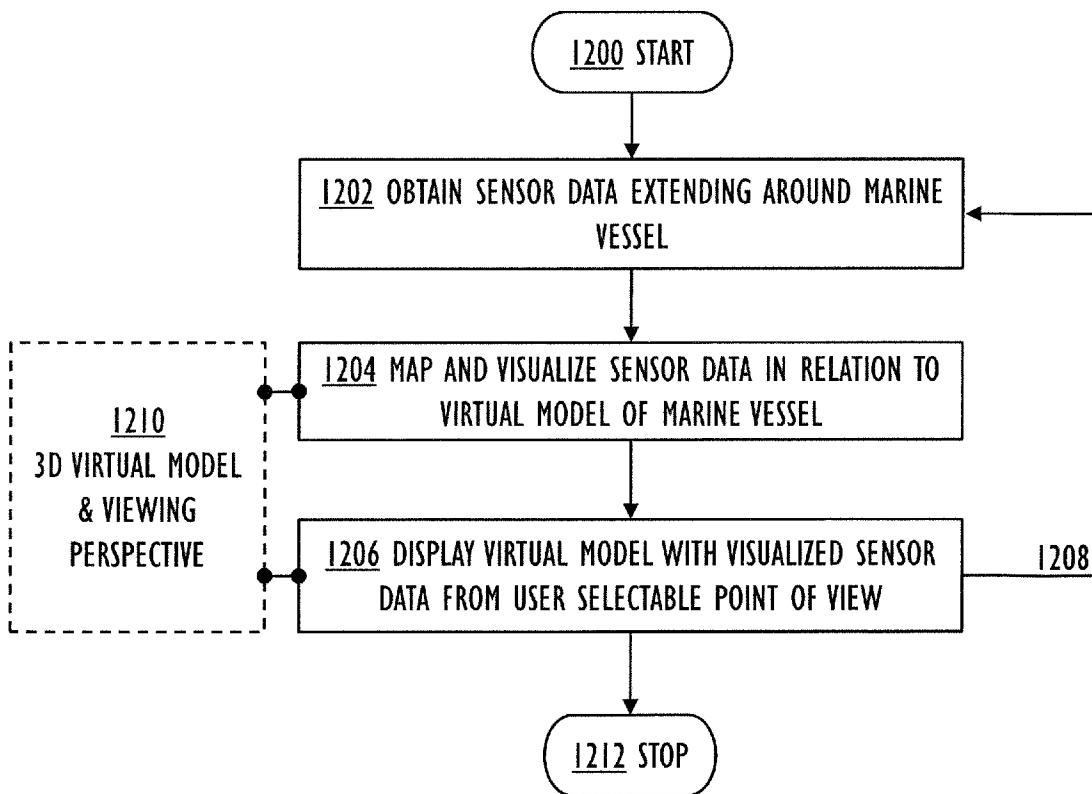 1200 START
1202 OBTAIN SENSOR DATA EXTENDING AROUND MARINE
VESSEL
1204 MAP AND VISUALIZE SENSOR DATA IN RELATION TO
VIRTUAL MODEL OF MARINE VESSEL
1210
3D VIRTUAL MODEL
& VIEWING
PERSPECTIVE
1206 DISPLAY VIRTUAL MODEL WITH VISUALIZED SENSOR
DATA FROM USER SELECTABLE POINT OF VIEW
1208
1212 STOP